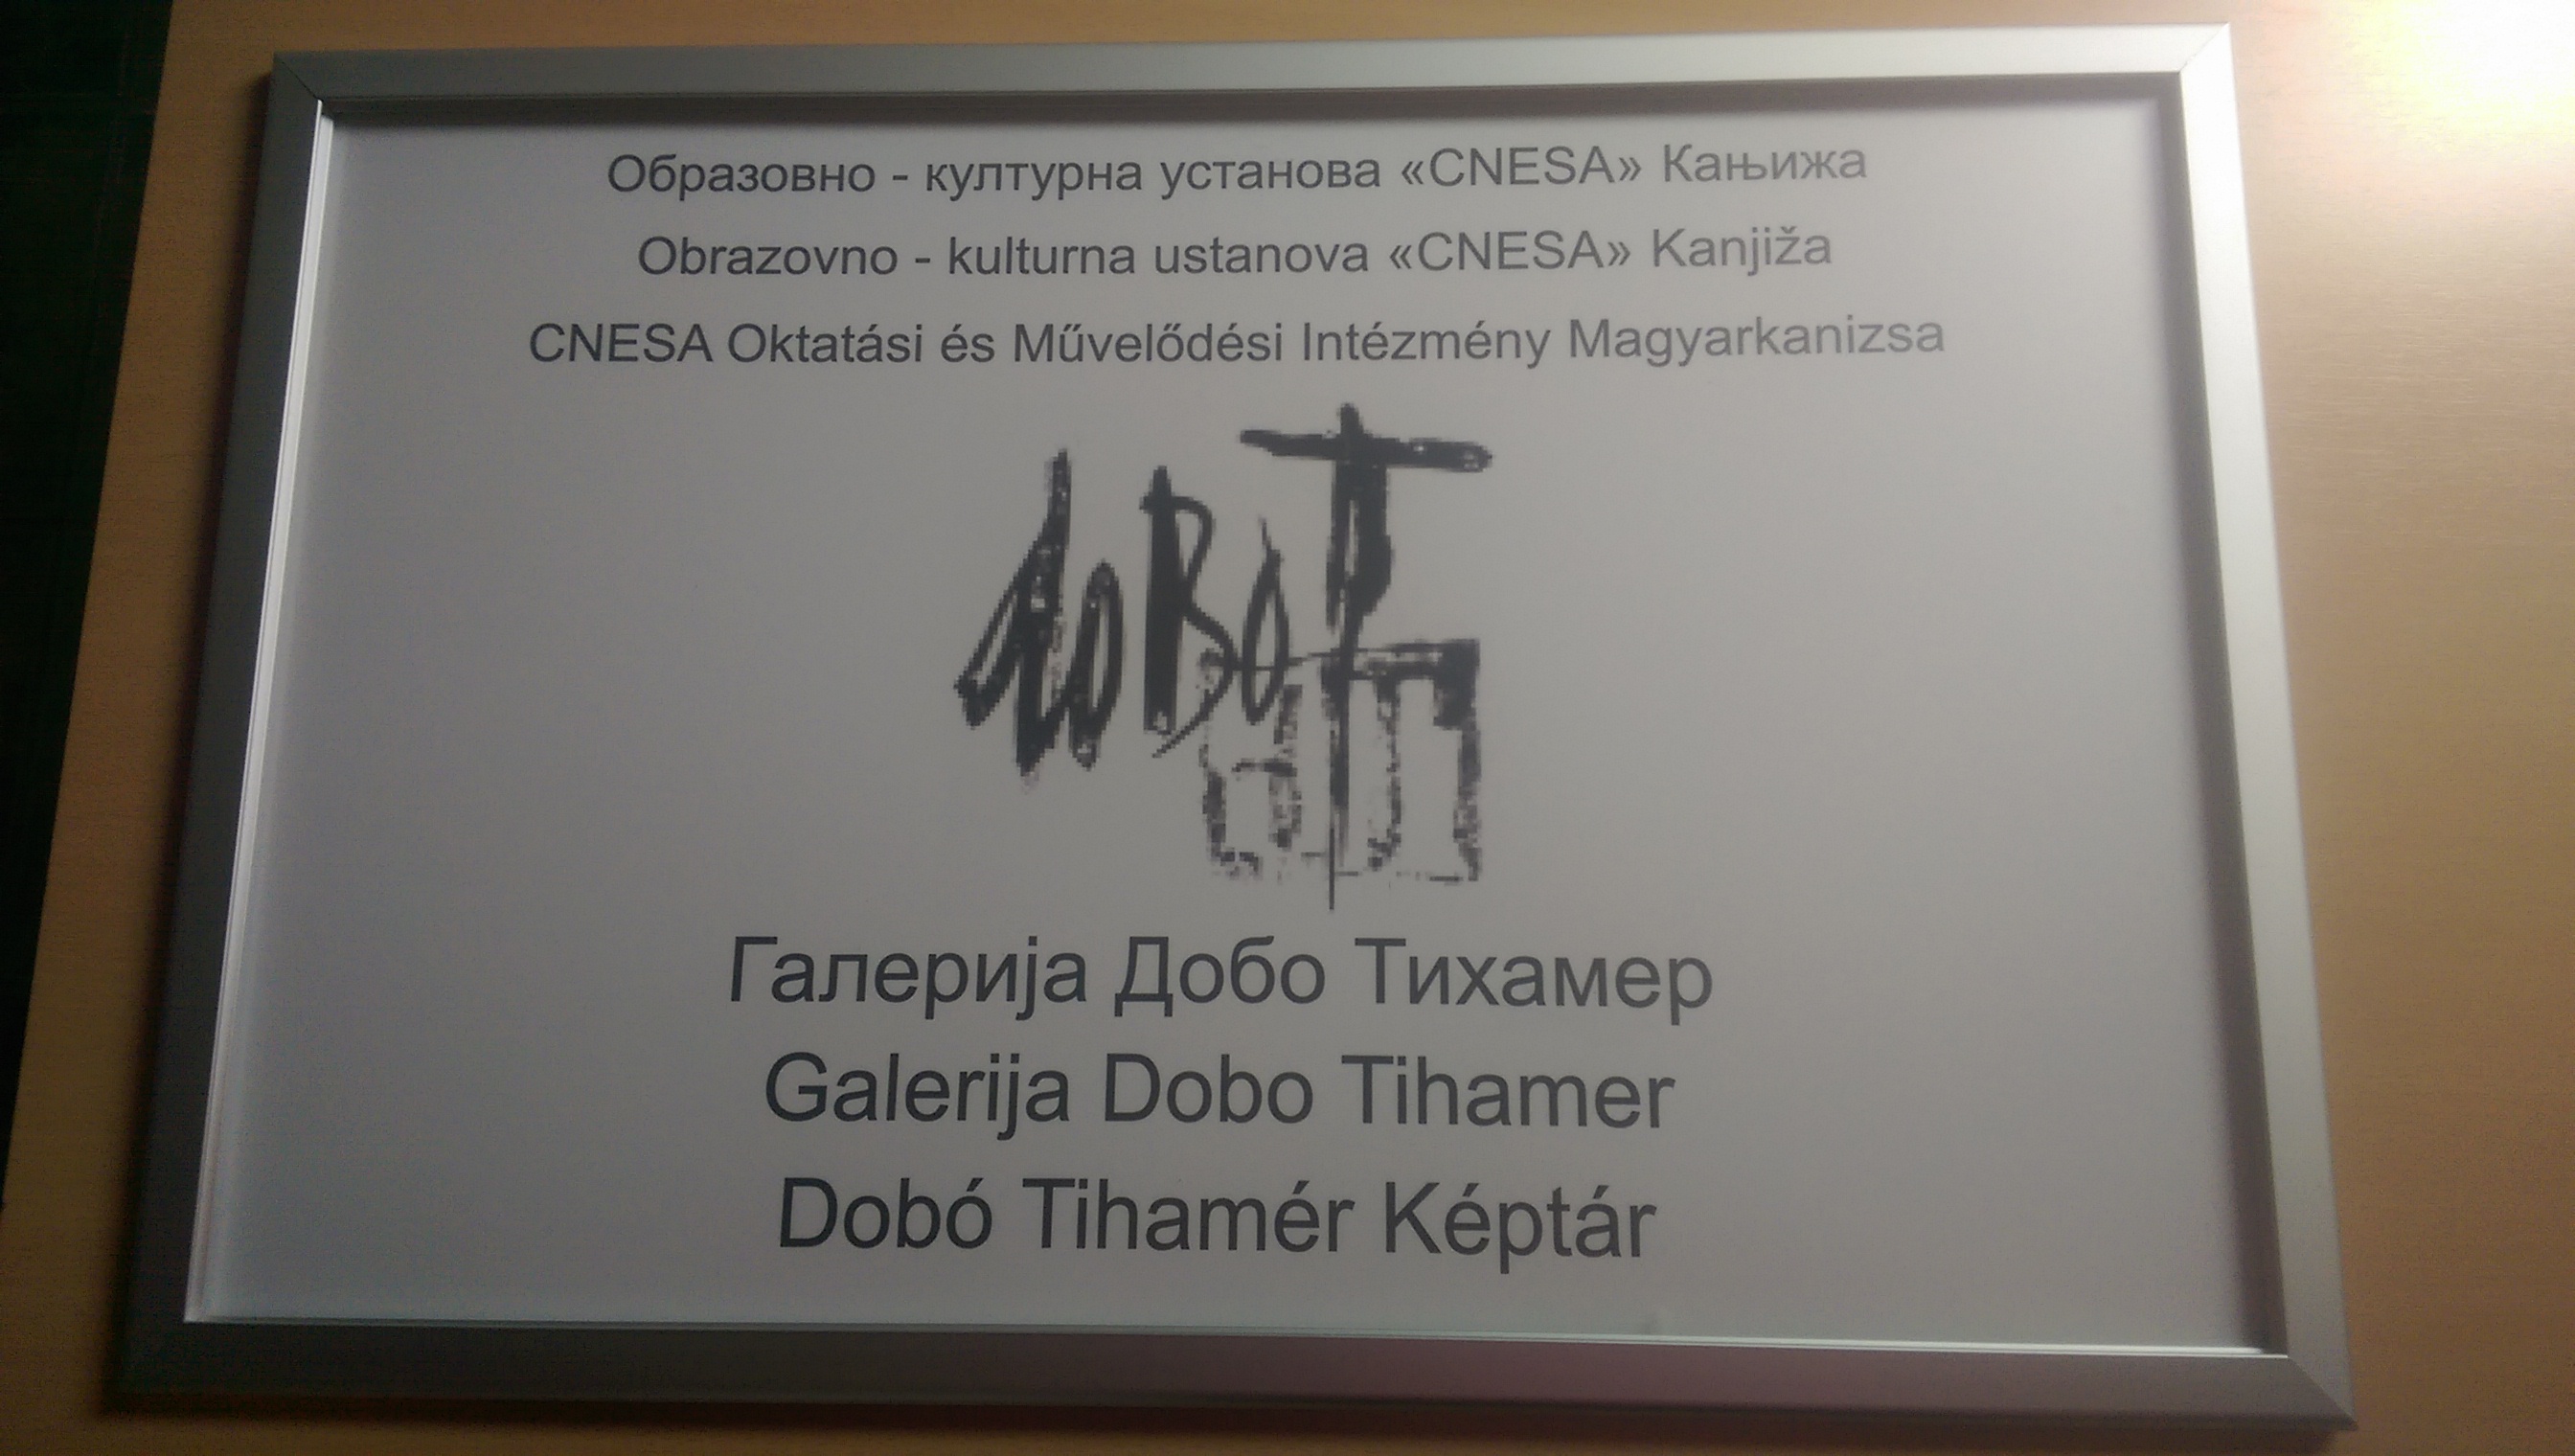 Образовно - културна установа «CNESA» Кањижа
Obrazovno - kulturna ustanova «CNESA» Kanjiža
CNESA Oktatási és Művelődési Intézmény Magyarkanizsa
doBoT
Галерија Добо Тихамер
Galerija Dobo Tihamer
Dobó Tihamér Képtár